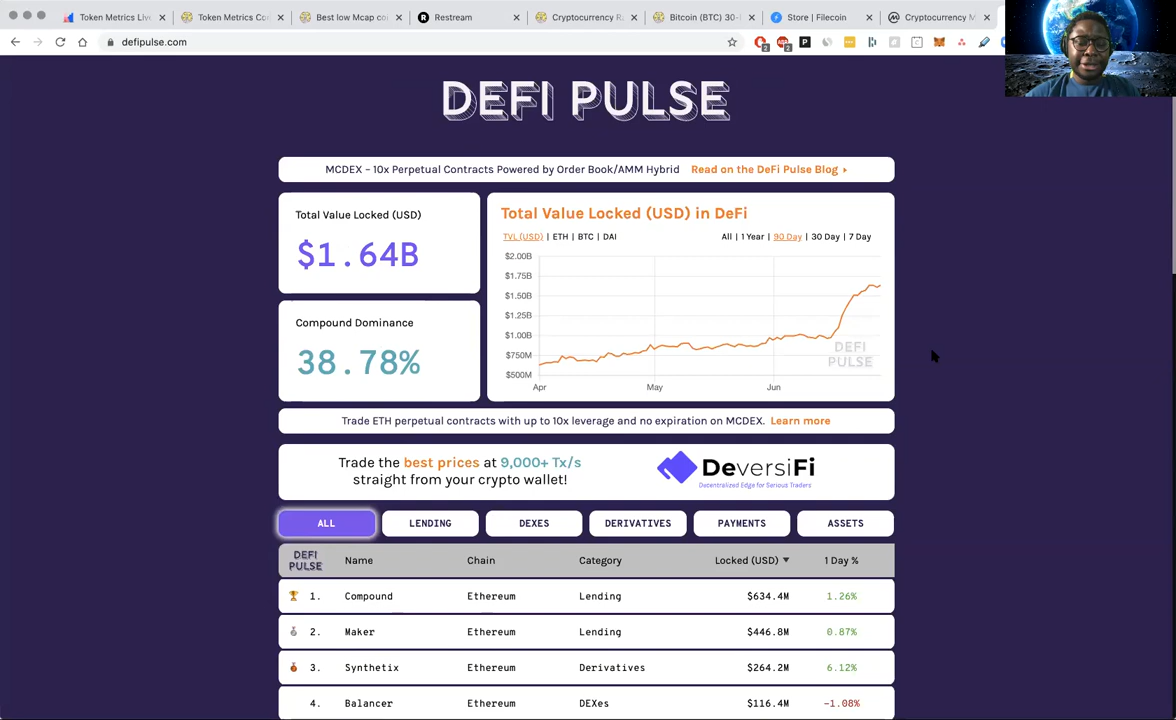 Token Metrics Live
Token Metrics Co
Best low Mcap co
Restream
Cryptocurrency R
Bitcoin (BTC) 30-
Store | Filecoin
Cryptocurrency M
defipulse.com
DEFI PULSE
MCDEX – 10x Perpetual Contracts Powered by Order Book/AMM Hybrid Read on the DeFi Pulse Blog
Total Value Locked (USD)
$1.64B
Compound Dominance
38.78%
Total Value Locked (USD) in DeFi
TVL (USD) | ETH | BTC | DAI
All | 1 Year | 90 Day | 30 Day | 7 Day
$2.00B
$1.75B
$1.50B
$1.25B
$1.00B
$750M
$500M
Apr May Jun
DEFI
PULSE
Trade ETH perpetual contracts with up to 10x leverage and no expiration on MCDEX. Learn more
Trade the best prices at 9,000+ Tx/s
straight from your crypto wallet!
DeversiFi
Decentralized Edge for Serious Traders
ALL LENDING DEXES DERIVATIVES PAYMENTS ASSETS
DEFI
PULSE
Name Chain Category Locked (USD) 1 Day %
1. Compound Ethereum Lending $634.4M 1.26%
2. Maker Ethereum Lending $446.8M 0.87%
3. Synthetix Ethereum Derivatives $264.2M 6.12%
4. Balancer Ethereum DEXes $116.4M -1.08%